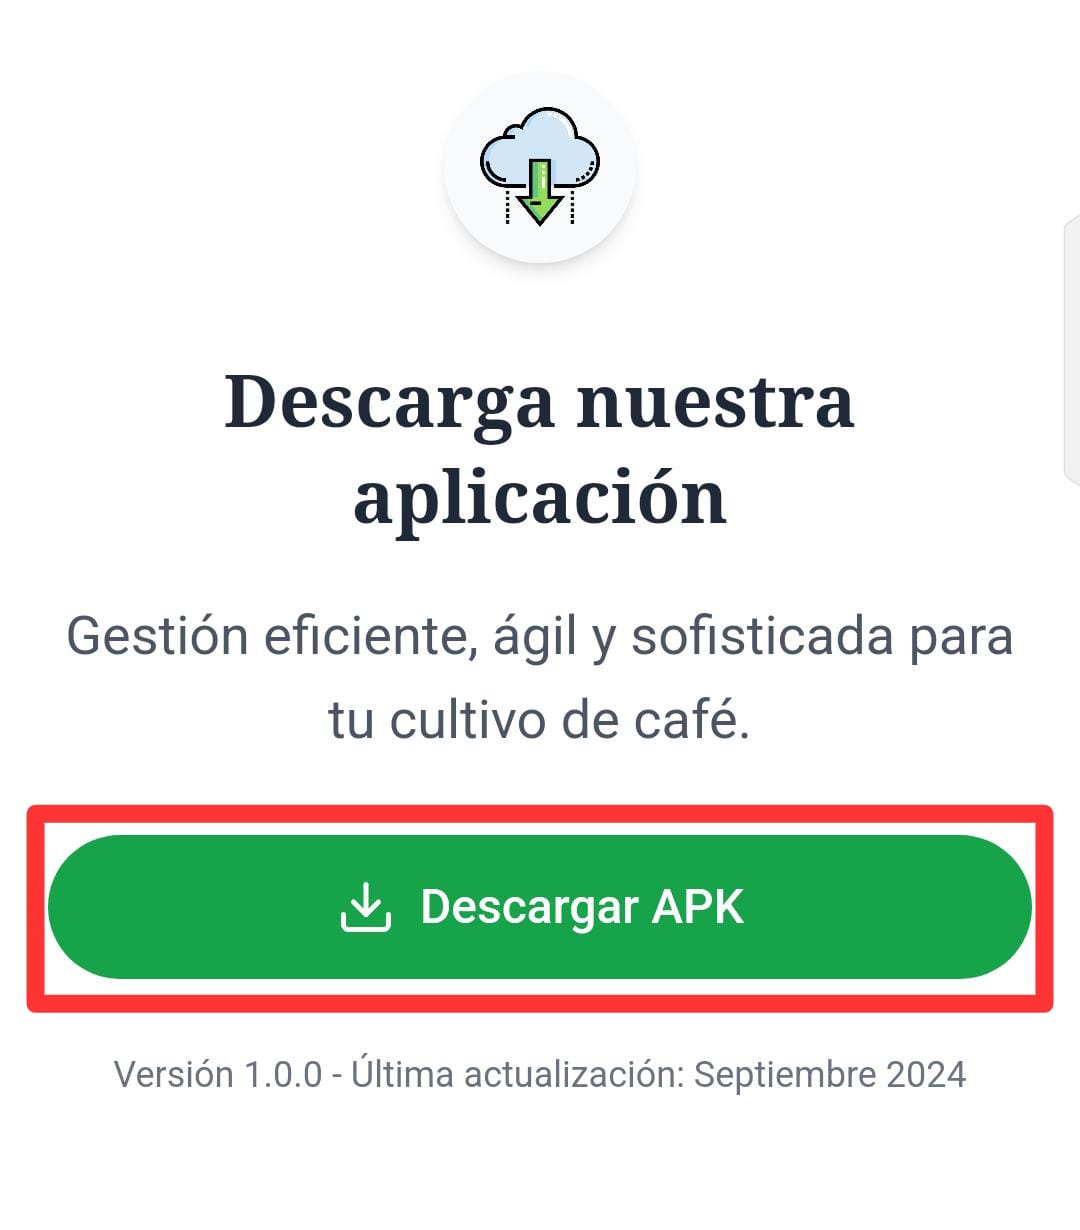 Descarga nuestra
aplicación
Gestión eficiente, ágil y sofisticada para
tu cultivo de café.
Descargar APK
Versión 1.0.0 - Última actualización: Septiembre 2024